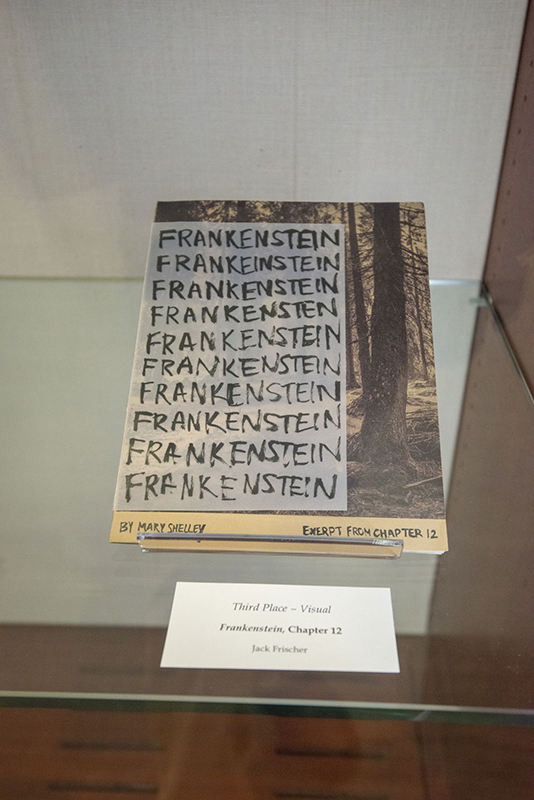 FRANKENSTEIN
FRANKEINSTEIN
FRANKENSTEIN
FRANKENSTEN
FRANKENSTEIN
FRANKENSTEIN
FRANKENSTEIN
FRANKENSTEIN
FRANKENSTEIN
FRANKENSTEIN
BY MARY SHELLEY
EXERPT FROM CHAPTER 12
Third Place – Visual
Frankenstein, Chapter 12
Jack Frischer